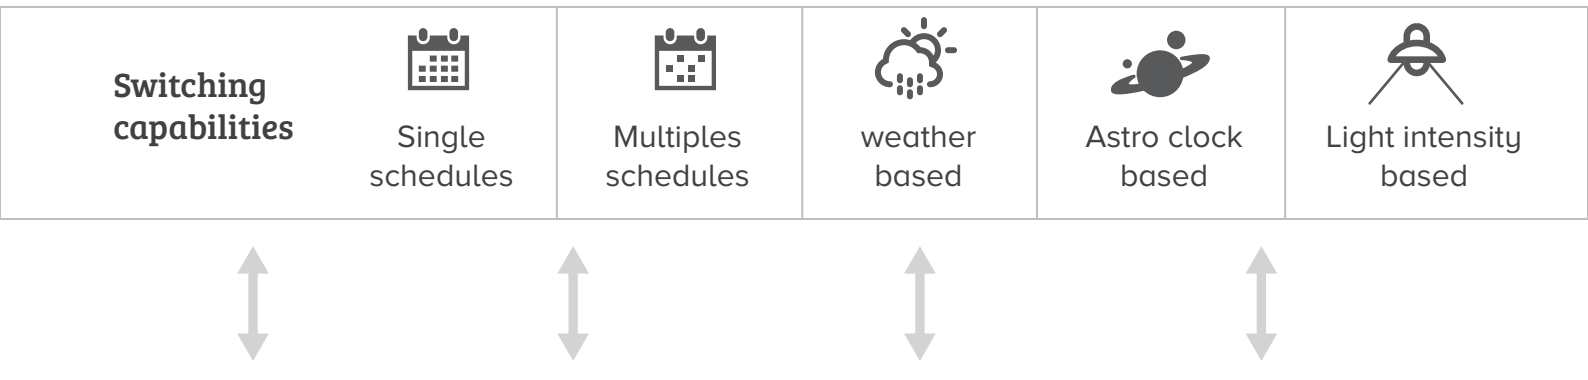 Switching
capabilities
Single
schedules
Multiples
schedules
weather
based
Astro clock
based
Light intensity
based